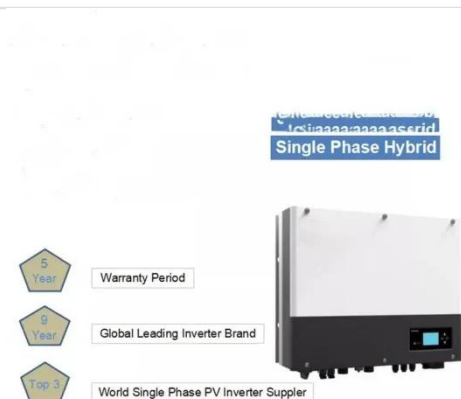 Single Phase Hybrid
5
Year
Warranty Period
9
Year
Global Leading Inverter Brand
Top 3
World Single Phase PV Inverter Suppler